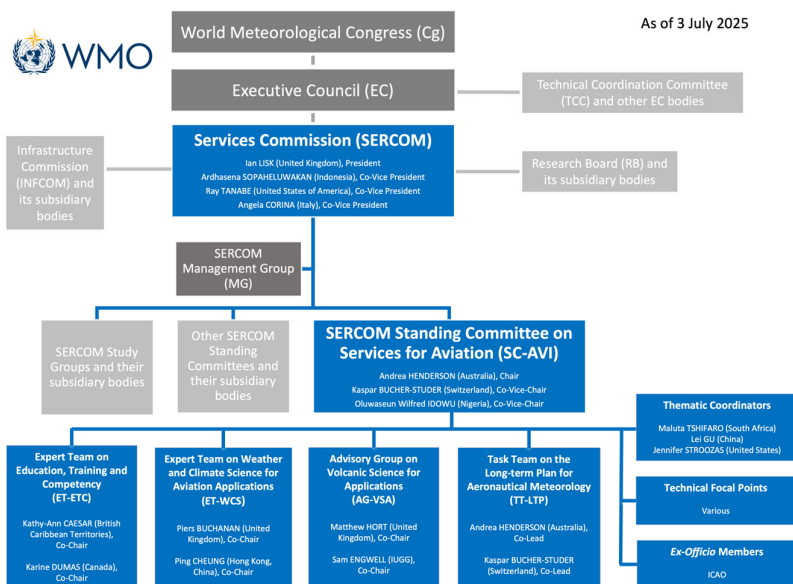 WMO
As of 3 July 2025
World Meteorological Congress (Cg)
Executive Council (EC)
Technical Coordination Committee
(TCC) and other EC bodies
Services Commission (SERCOM)
Ian LISK (United Kingdom), President
Ardhasena SOPAHELUWAKAN (Indonesia), Co-Vice President
Ray TANABE (United States of America), Co-Vice President
Angela CORINA (Italy), Co-Vice President
Infrastructure
Commission
(INFCOM) and
its subsidiary
bodies
Research Board (RB) and
its subsidiary bodies
SERCOM
Management Group
(MG)
SERCOM Study
Groups and their
subsidiary bodies
Other SERCOM
Standing
Committees and
their subsidiary
bodies
SERCOM Standing Committee on
Services for Aviation (SC-AVI)
Andrea HENDERSON (Australia), Chair
Kaspar BUCHER-STUDER (Switzerland), Co-Vice-Chair
Oluwaseun Wilfred IDOWU (Nigeria), Co-Vice-Chair
Expert Team on
Education, Training and
Competency
(ET-ETC)
Kathy-Ann CAESAR (British
Caribbean Territories),
Co-Chair
Karine DUMAS (Canada),
Co-Chair
Expert Team on Weather
and Climate Science for
Aviation Applications
(ET-WCS)
Piers BUCHANAN (United
Kingdom), Co-Chair
Ping CHEUNG (Hong Kong,
China), Co-Chair
Advisory Group on
Volcanic Science for
Applications
(AG-VSA)
Matthew HORT (United
Kingdom), Co-Chair
Sam ENGWELL (IUGG),
Co-Chair
Task Team on the
Long-term Plan for
Aeronautical Meteorology
(TT-LTP)
Andrea HENDERSON (Australia),
Co-Lead
Kaspar BUCHER-STUDER
(Switzerland), Co-Lead
Thematic Coordinators
Maluta TSHIFARO (South Africa)
Lei GU (China)
Jennifer STROOZAS (United States)
Technical Focal Points
Various
Ex-Officio Members
ICAO